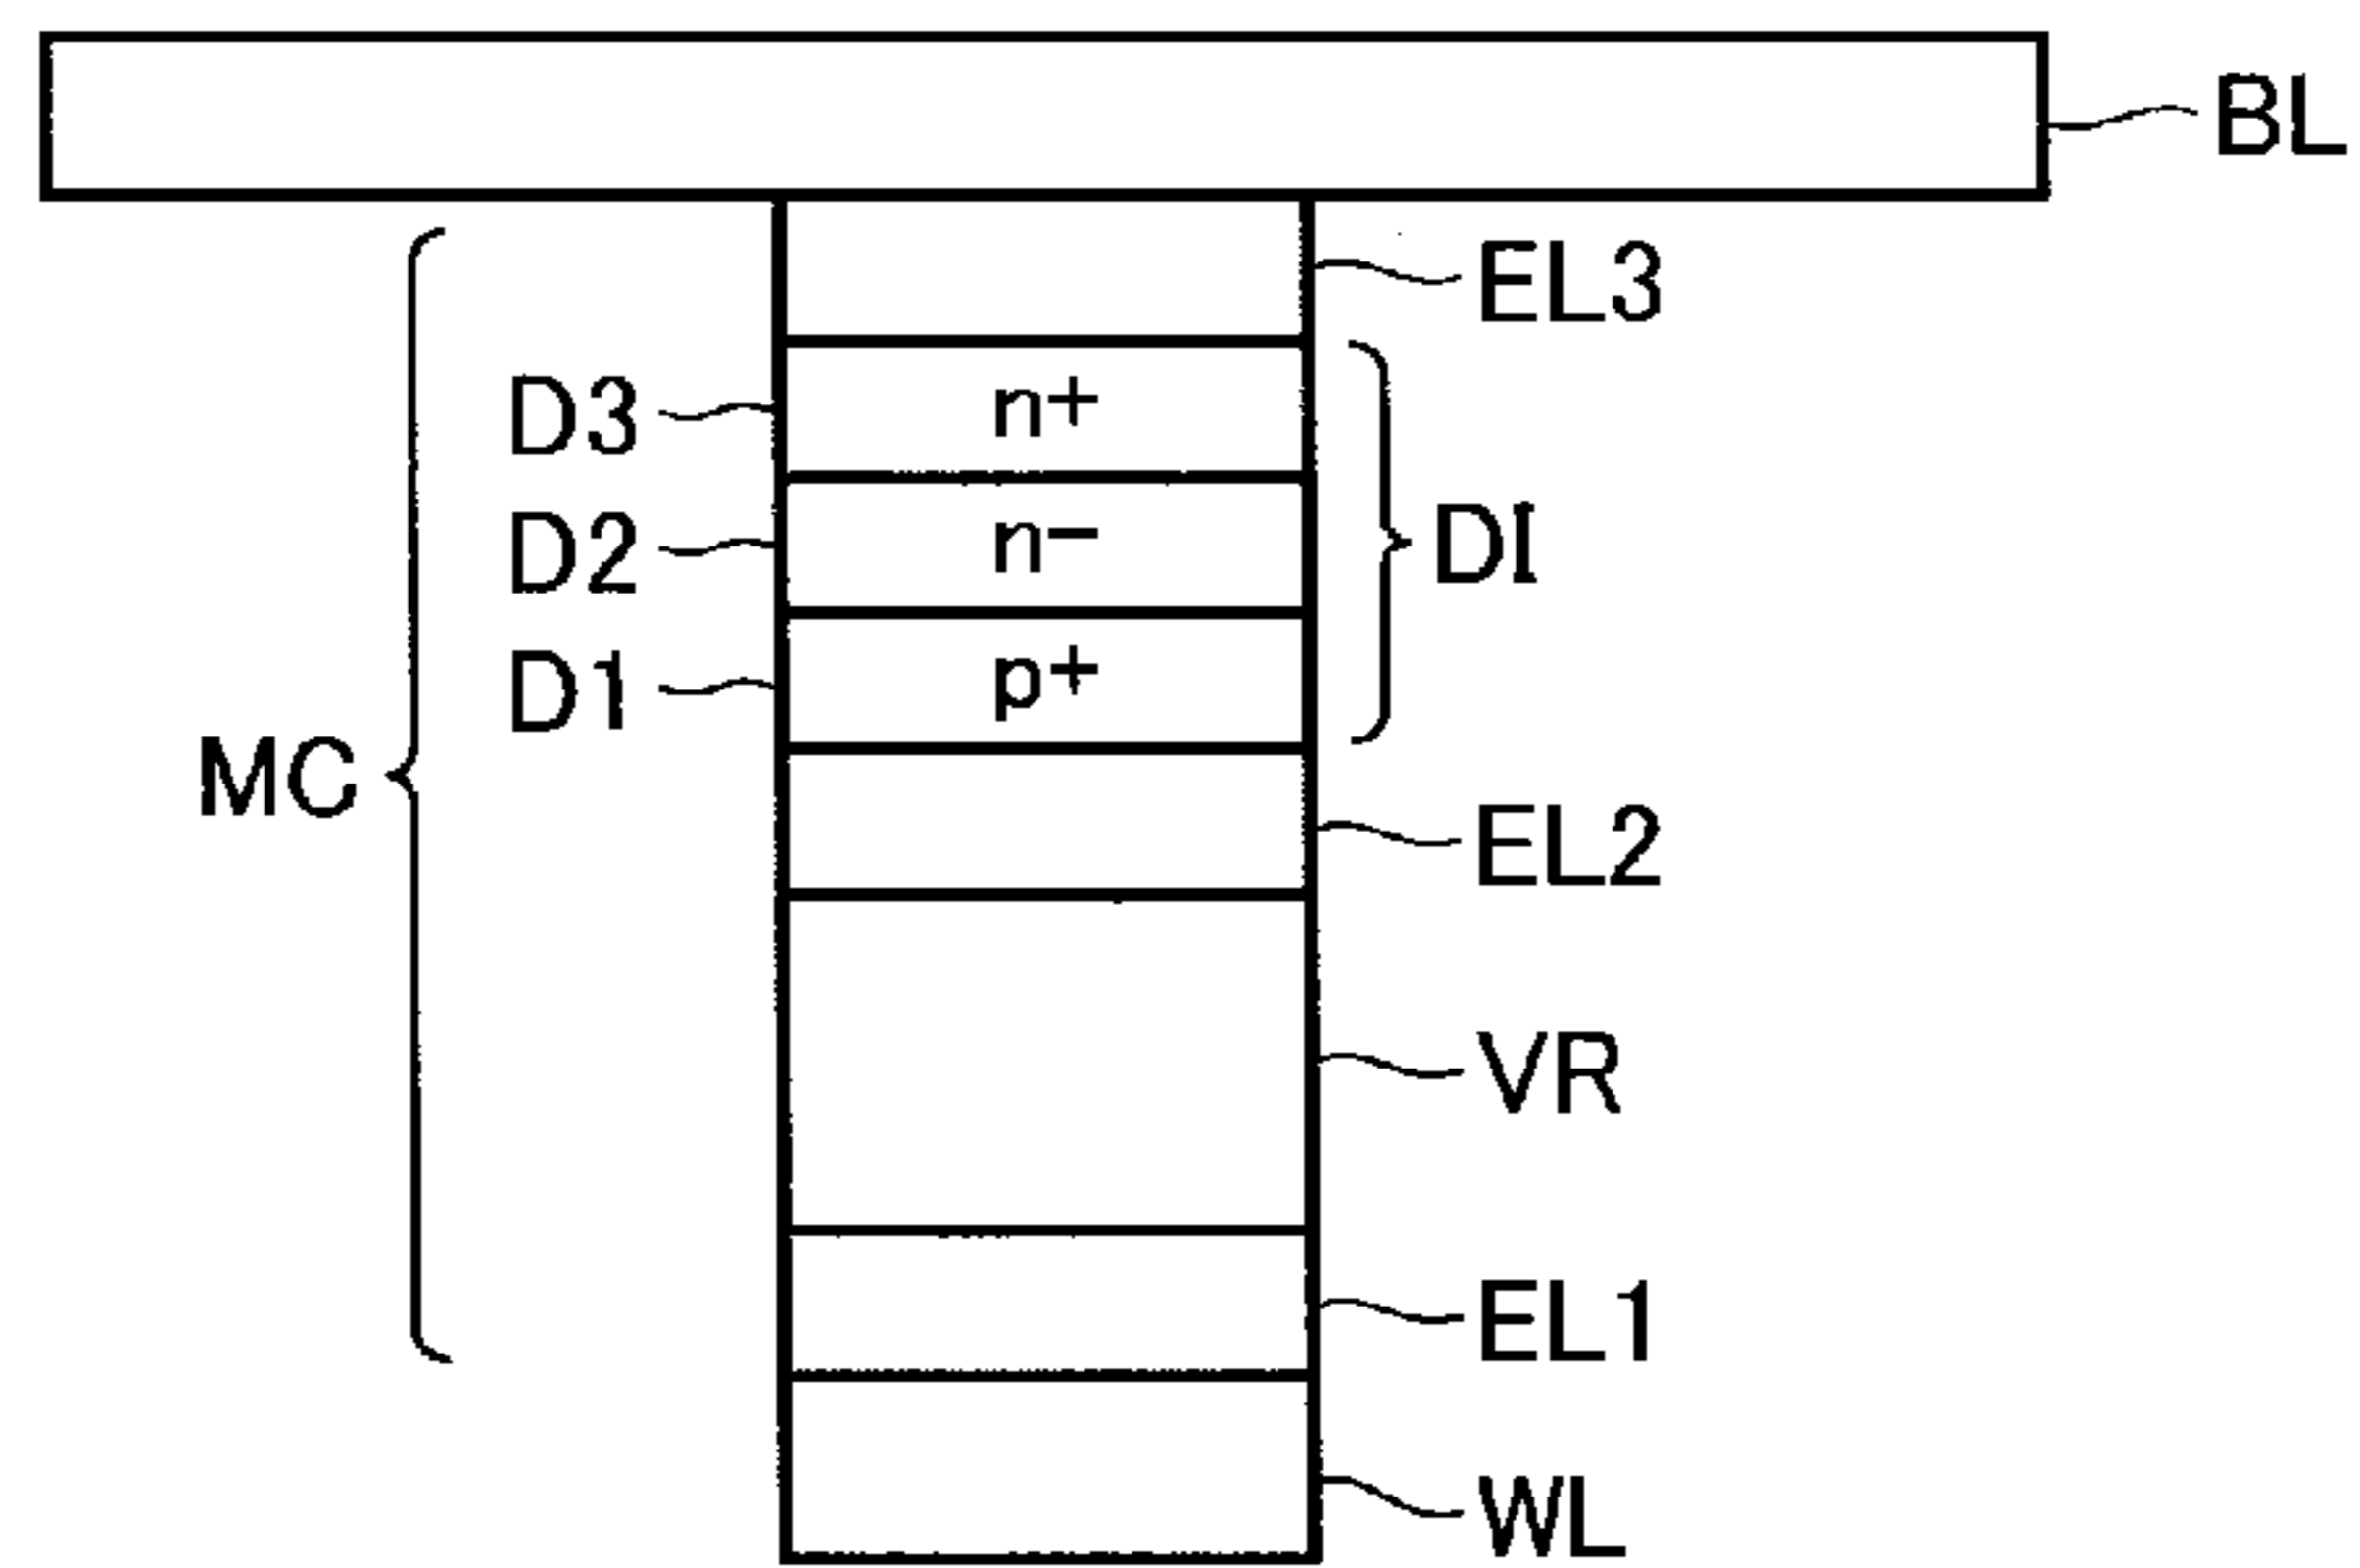 BL
EL3
D3 n+
D2 n− DI
D1 p+
MC
EL2
VR
EL1
WL